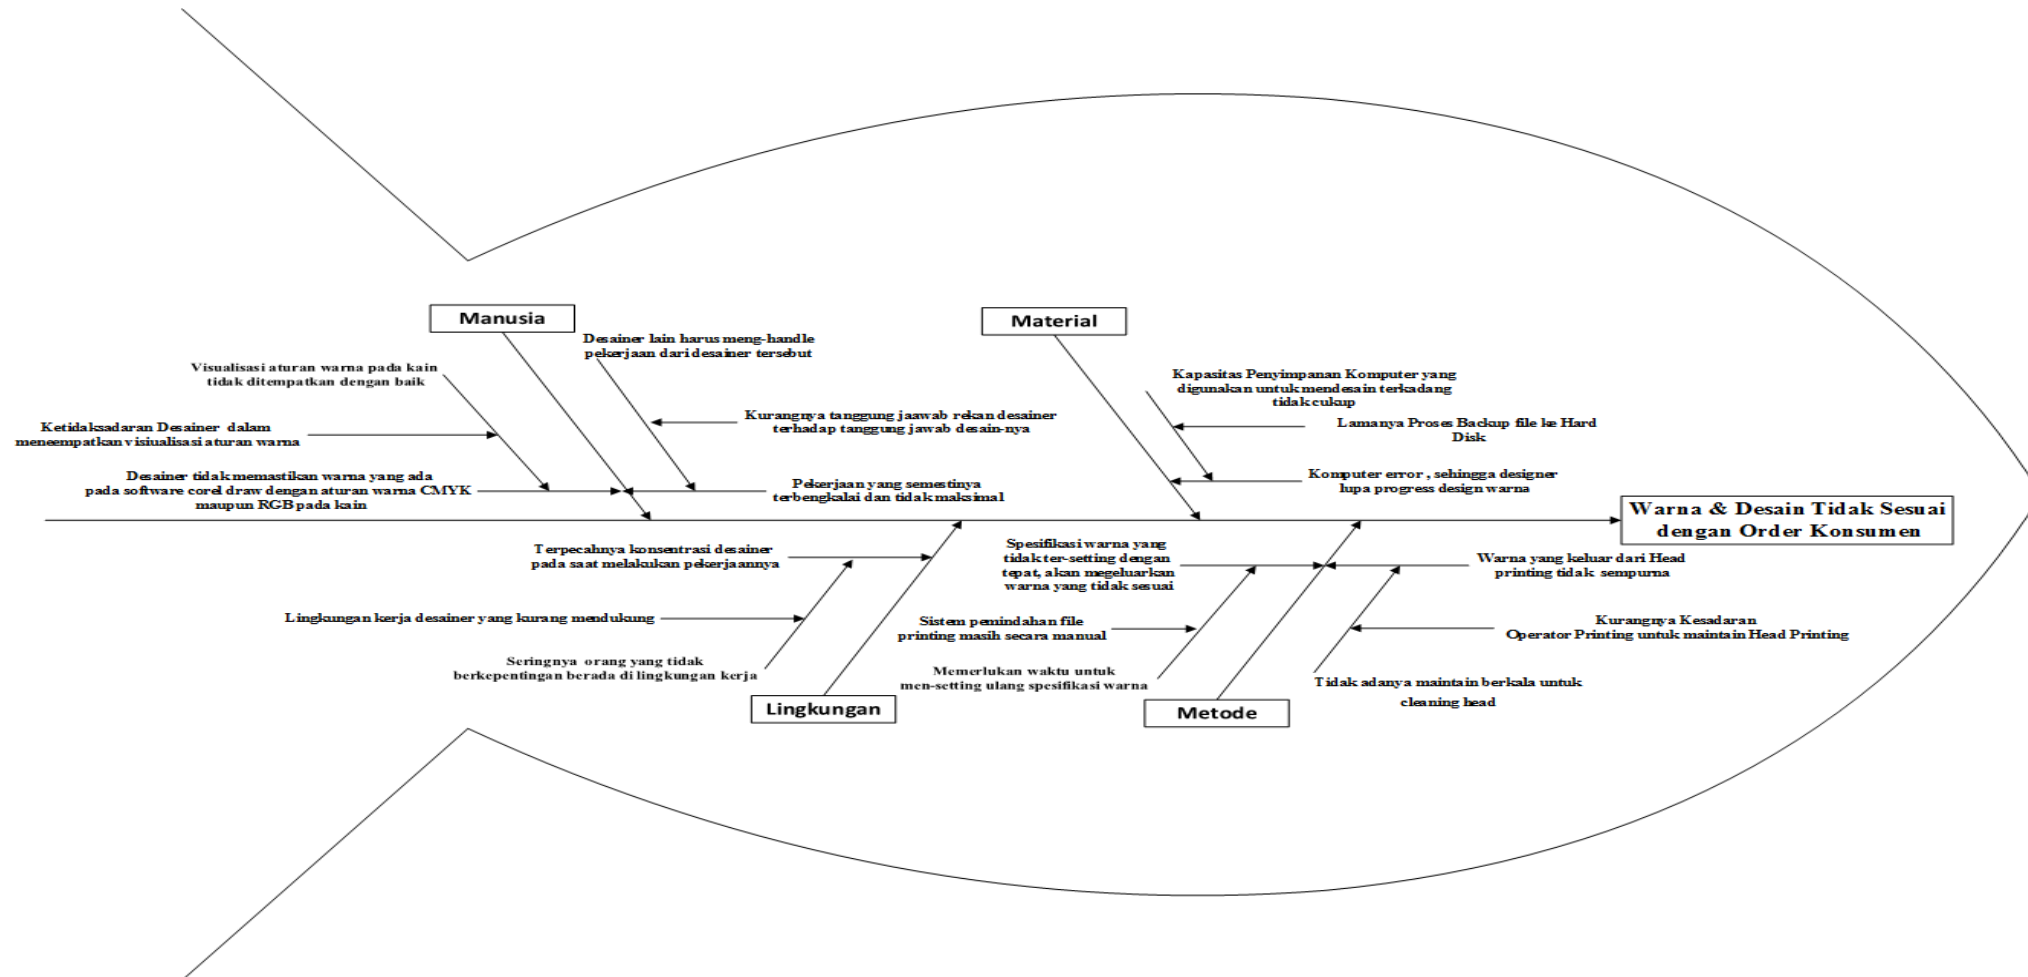 Manusia
Desainer lain harus meng-handle
pekerjaan dari desainer tersebut
Visualisasi aturan warna pada kain
tidak ditempatkan dengan baik
Kurangnya tanggung jaawab rekan desainer
terhadap tanggung jawab desain-nya
Ketidaksadaran Desainer dalam
meneempatkan visiualisasi aturan warna
Desainer tidak memastikan warna yang ada
pada software corel draw dengan aturan warna CMYK
maupun RGB pada kain
Pekerjaan yang semestinya
terbengkalai dan tidak maksimal
Material
Kapasitas Penyimpanan Komputer yang
digunakan untuk mendesain terkadang
tidak cukup
Lamanya Proses Backup file ke Hard
Disk
Komputer error , sehingga designer
lupa progress design warna
Warna & Desain Tidak Sesuai
dengan Order Konsumen
Terpecahnya konsentrasi desainer
pada saat melakukan pekerjaannya
Lingkungan kerja desainer yang kurang mendukung
Seringnya orang yang tidak
berkepentingan berada di lingkungan kerja
Lingkungan
Spesifikasi warna yang
tidak ter-setting dengan
tepat, akan megeluarkan
warna yang tidak sesuai
Sistem pemindahan file
printing masih secara manual
Memerlukan waktu untuk
men-setting ulang spesifikasi warna
Warna yang keluar dari Head
printing tidak sempurna
Kurangnya Kesadaran
Operator Printing untuk maintain Head Printing
Tidak adanya maintain berkala untuk
cleaning head
Metode